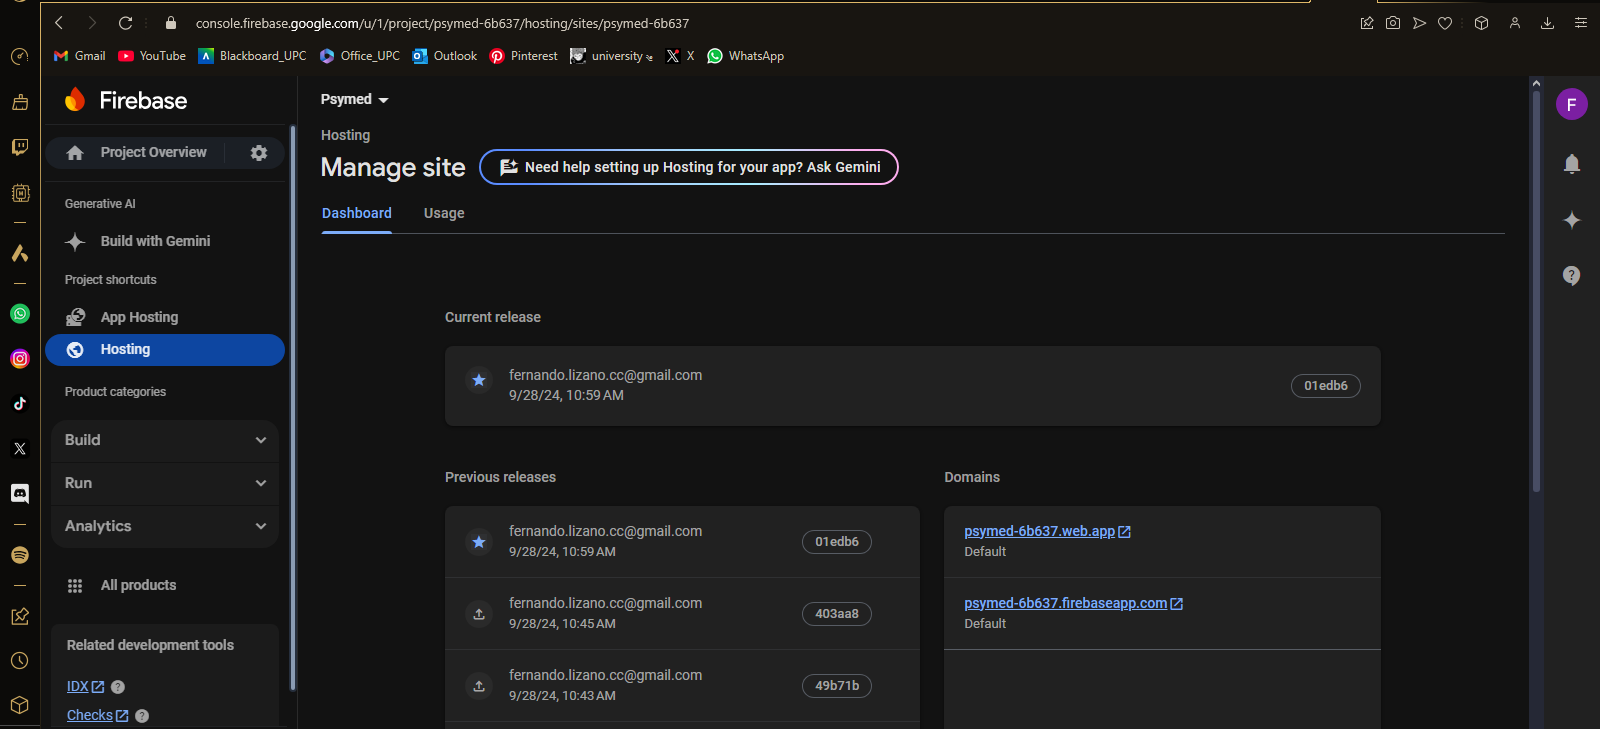 console.firebase.google.com/u/1/project/psymed-6b637/hosting/sites/psymed-6b637
Gmail YouTube Blackboard_UPC Office_UPC Outlook Pinterest university X WhatsApp
Firebase
Project Overview
Generative AI
Build with Gemini
Project shortcuts
App Hosting
Hosting
Product categories
Build
Run
Analytics
All products
Related development tools
IDX
Checks
Psymed
Hosting
Manage site
Need help setting up Hosting for your app? Ask Gemini
Dashboard Usage
Current release
fernando.lizano.cc@gmail.com
9/28/24, 10:59 AM
01edb6
Previous releases
fernando.lizano.cc@gmail.com
9/28/24, 10:59 AM
01edb6
fernando.lizano.cc@gmail.com
9/28/24, 10:45 AM
403aa8
fernando.lizano.cc@gmail.com
9/28/24, 10:43 AM
49b71b
Domains
psymed-6b637.web.app
Default
psymed-6b637.firebaseapp.com
Default
F